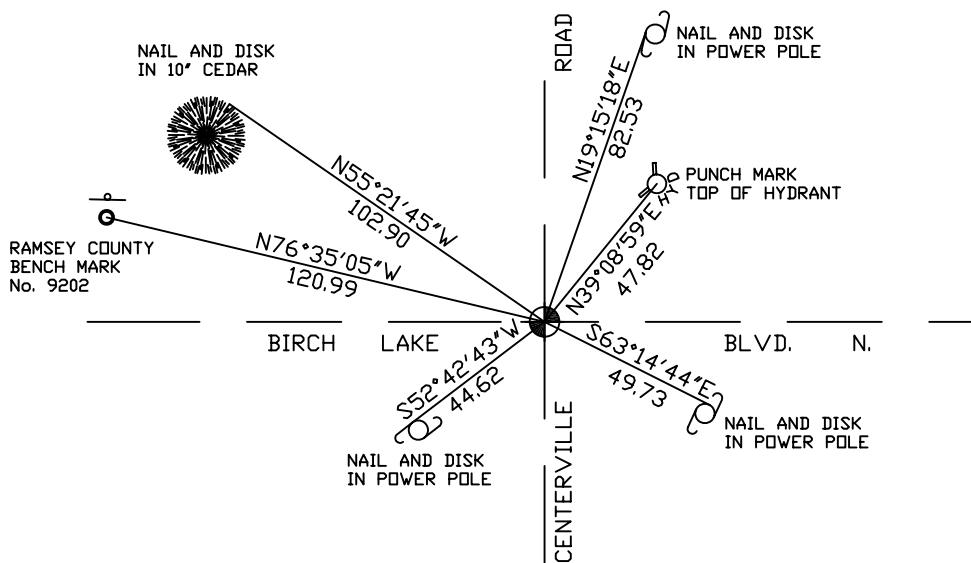 ROAD
NAIL AND DISK
IN POWER POLE
NAIL AND DISK
IN 10" CEDAR
N19°15'18"E
82.53
PUNCH MARK
TOP OF HYDRANT
HYD
N55°21'45"W
102.90
N39°08'59"E
47.82
RAMSEY COUNTY
BENCH MARK
No. 9202
N76°35'05"W
120.99
BIRCH LAKE BLVD. N.
S52°42'43"W
44.62
S63°14'44"E
49.73
NAIL AND DISK
IN POWER POLE
NAIL AND DISK
IN POWER POLE
CENTERVILLE